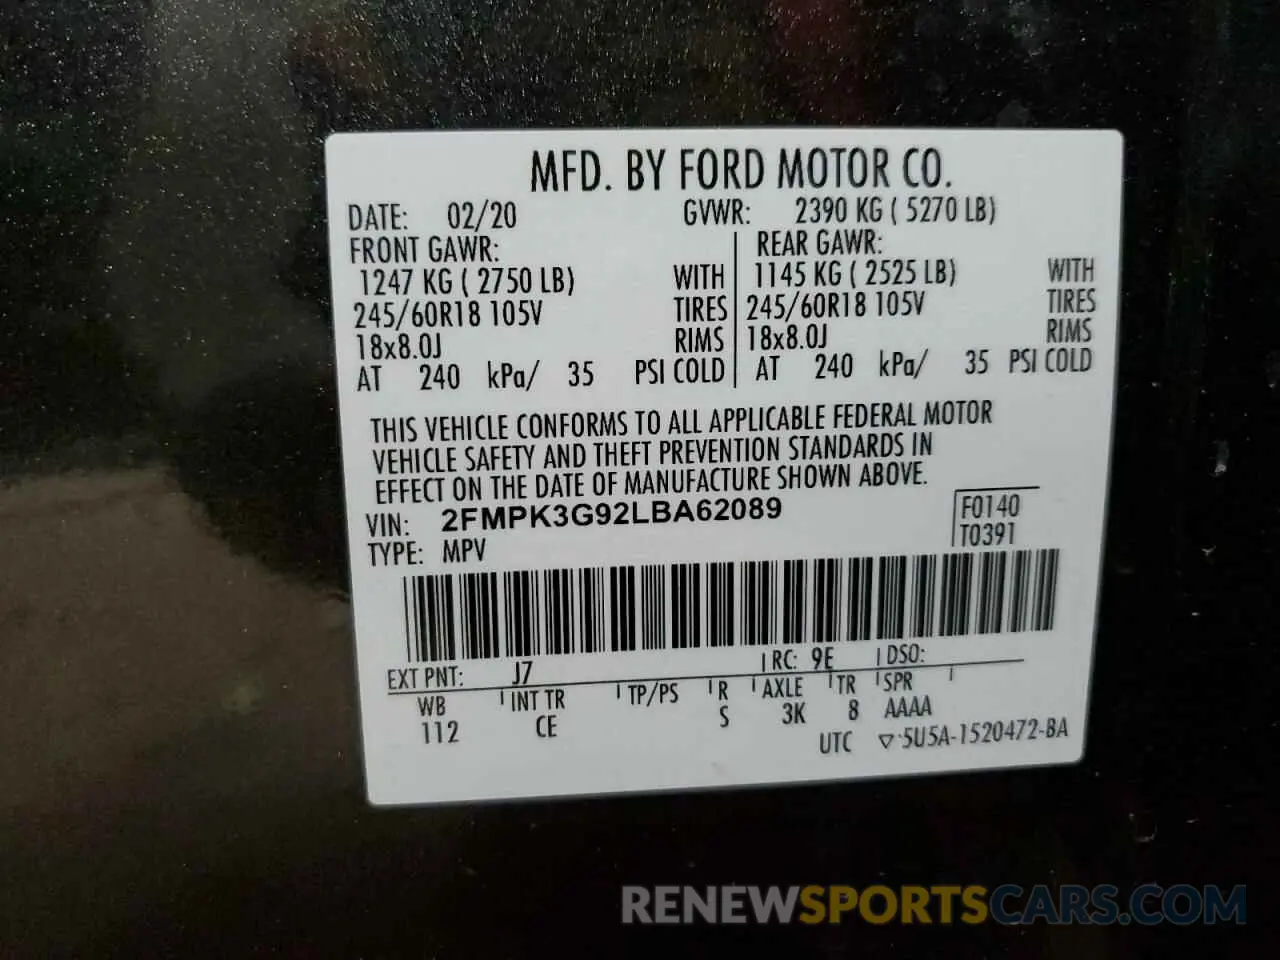 MFD. BY FORD MOTOR CO.
DATE: 02/20 GVWR: 2390 KG ( 5270 LB)
FRONT GAWR: REAR GAWR:
1247 KG ( 2750 LB) WITH 1145 KG ( 2525 LB) WITH
245/60R18 105V TIRES 245/60R18 105V TIRES
18x8.0J RIMS 18x8.0J RIMS
AT 240 kPa/ 35 PSI COLD AT 240 kPa/ 35 PSI COLD
THIS VEHICLE CONFORMS TO ALL APPLICABLE FEDERAL MOTOR
VEHICLE SAFETY AND THEFT PREVENTION STANDARDS IN
EFFECT ON THE DATE OF MANUFACTURE SHOWN ABOVE.
VIN: 2FMPK3G92LBA62089 F0140
TYPE: MPV T0391
EXT PNT: J7 RC: 9E DSO:
WB INT TR TP/PS R AXLE TR SPR
112 CE S 3K 8 AAAA
UTC ▽ 5U5A-1520472-BA
RENEWSPORTSCARS.COM